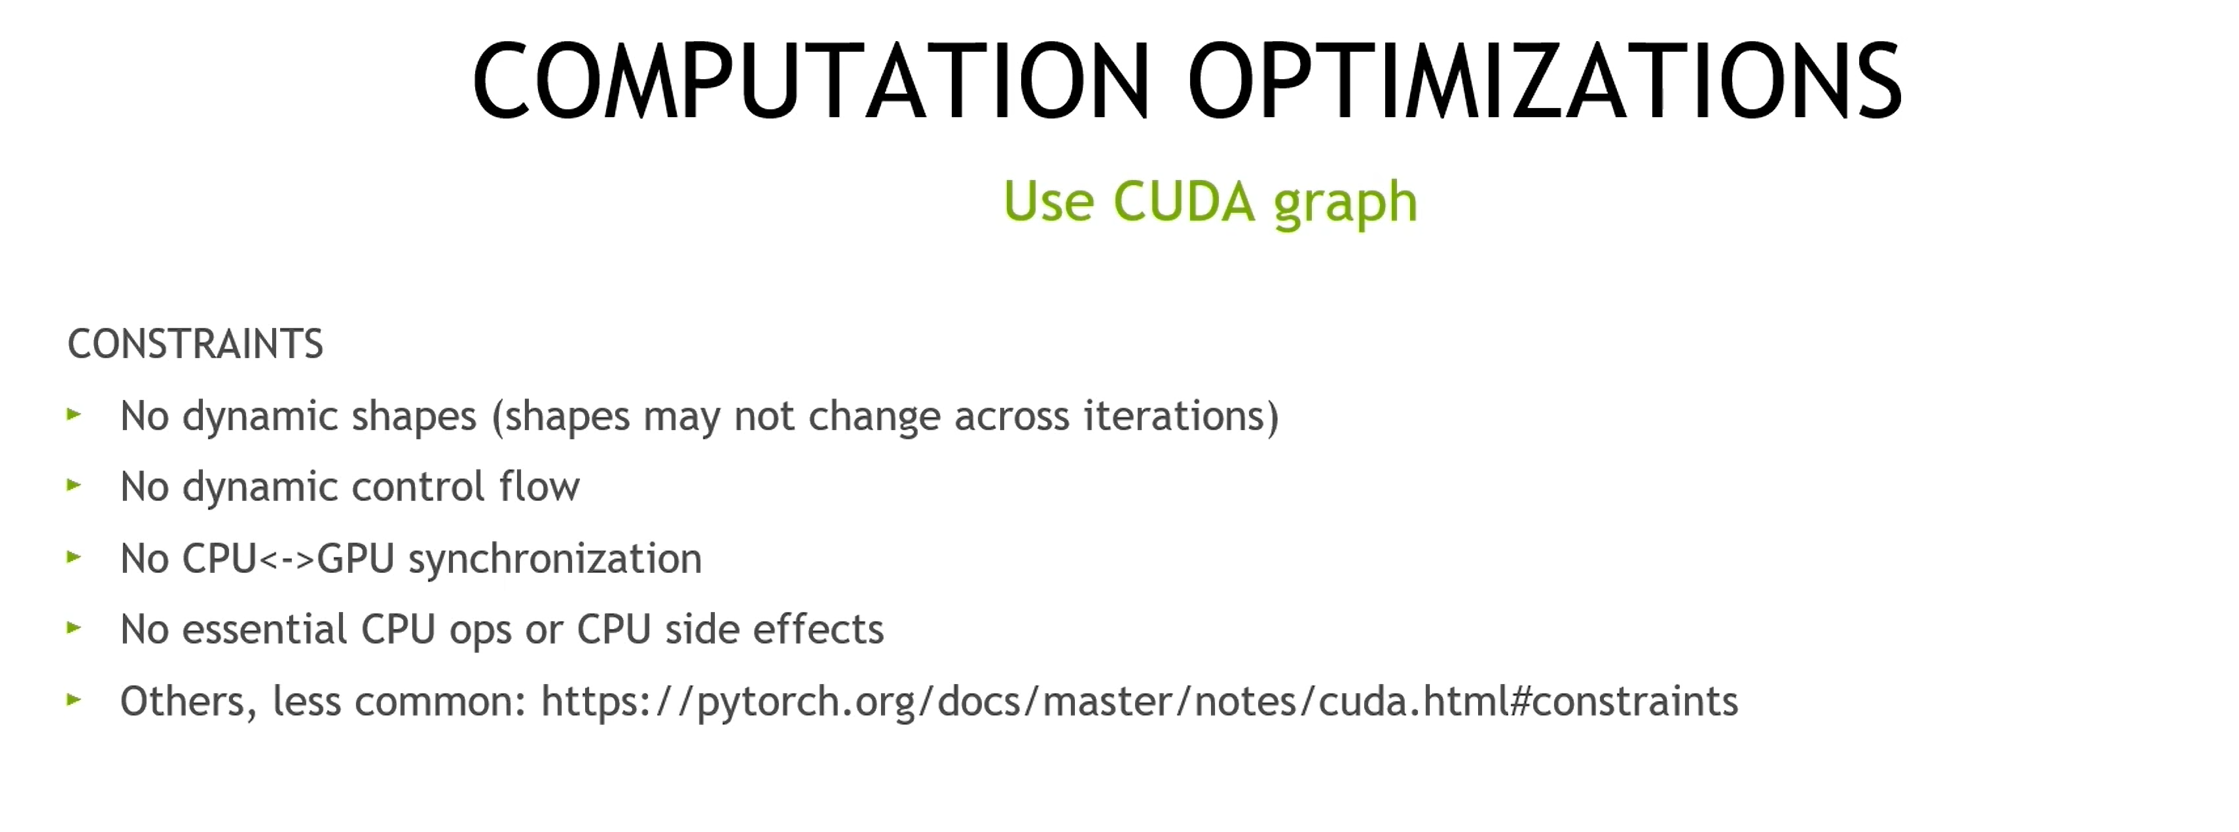 COMPUTATION OPTIMIZATIONS
Use CUDA graph
CONSTRAINTS
No dynamic shapes (shapes may not change across iterations)
No dynamic control flow
No CPU<->GPU synchronization
No essential CPU ops or CPU side effects
Others, less common: https://pytorch.org/docs/master/notes/cuda.html#constraints